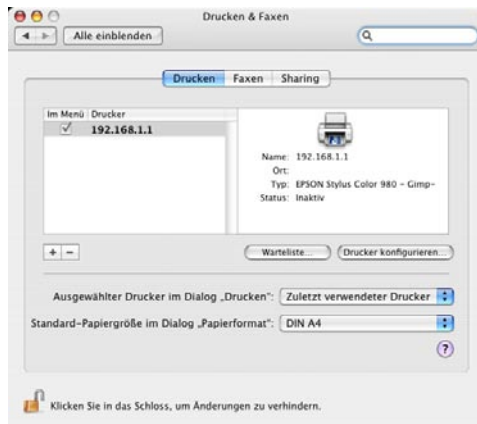 Drucken & Faxen
Alle einblenden
Drucken Faxen Sharing
Im Menü Drucker
192.168.1.1
Name: 192.168.1.1
Ort:
Typ: EPSON Stylus Color 980 – Gimp-
Status: Inaktiv
+ −
Warteliste... Drucker konfigurieren...
Ausgewählter Drucker im Dialog „Drucken“: Zuletzt verwendeter Drucker
Standard-Papiergröße im Dialog „Papierformat“: DIN A4
?
Klicken Sie in das Schloss, um Änderungen zu verhindern.